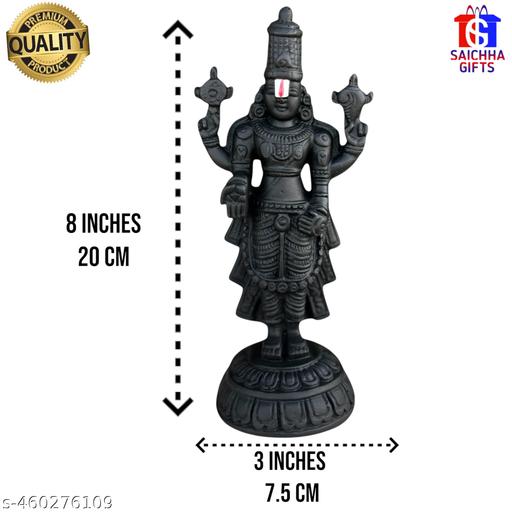 PREMIUM
QUALITY
PRODUCT
SAICHHA
GIFTS
8 INCHES
20 CM
3 INCHES
7.5 CM
s-460276109